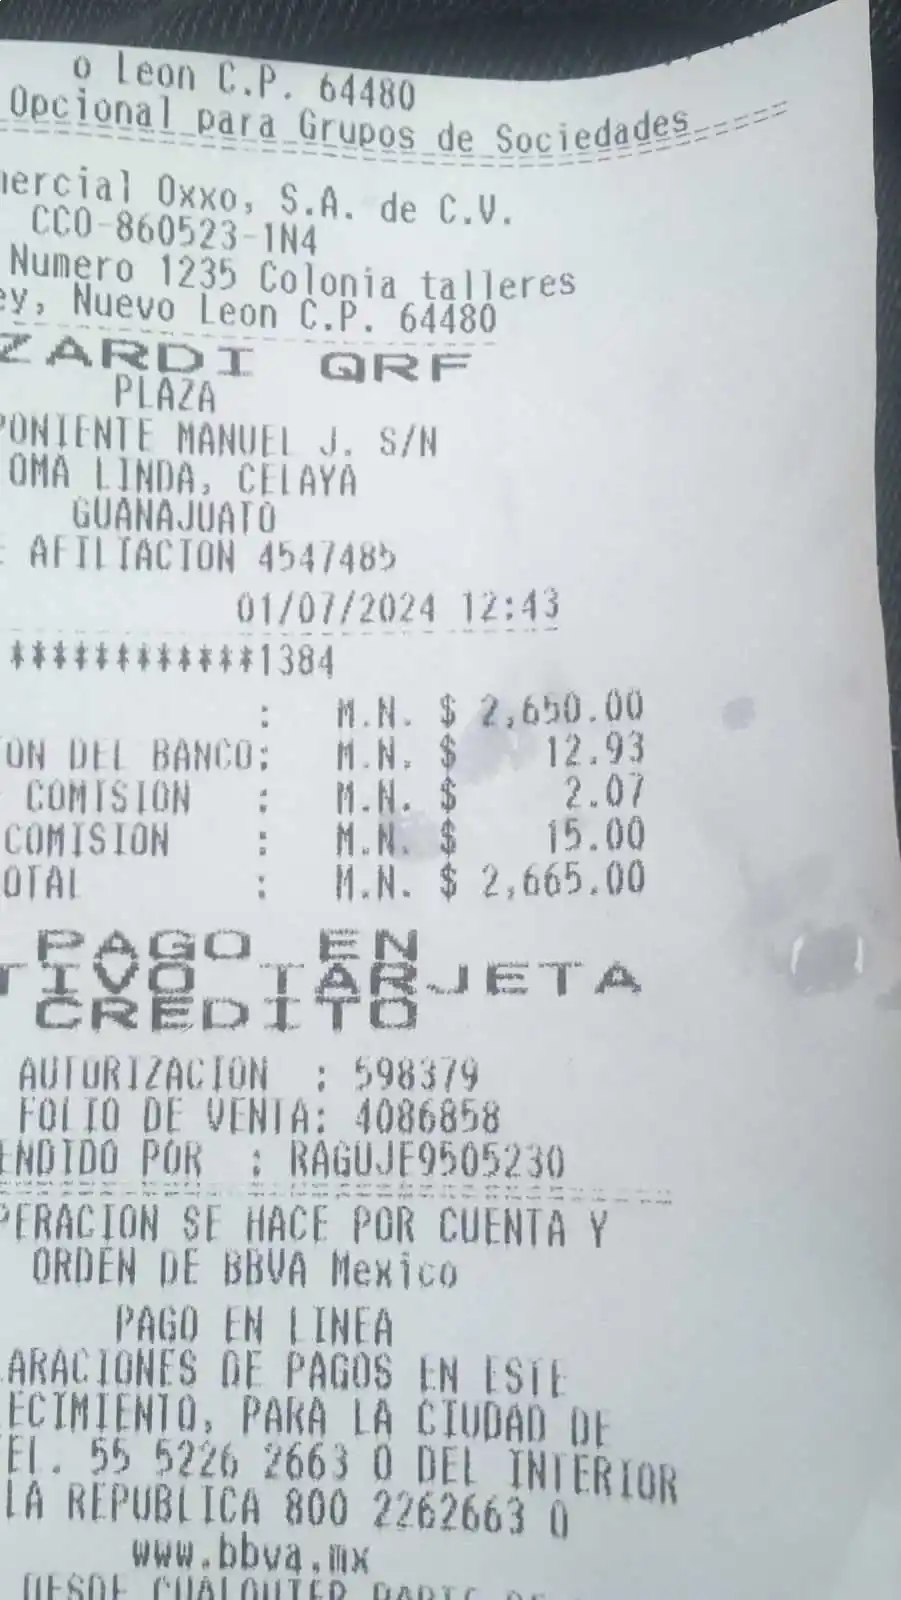 o Leon C.P. 64480
Opcional para Grupos de Sociedades
mercial Oxxo, S.A. de C.V.
CCO-860523-1N4
Numero 1235 Colonia talleres
ey, Nuevo Leon C.P. 64480
ZARDI QRF
PLAZA
PONIENTE MANUEL J. S/N
OMA LINDA, CELAYA
GUANAJUATO
E AFILIACION 4547485
01/07/2024 12:43
************1384
: M.N. $ 2,650.00
ON DEL BANCO: M.N. $ 12.93
COMISION : M.N. $ 2.07
COMISION : M.N. $ 15.00
OTAL : M.N. $ 2,665.00
PAGO EN
TIVO TARJETA
CREDITO
AUTORIZACION : 598379
FOLIO DE VENTA: 4086858
ENDIDO POR : RAGUJE9505230
PERACION SE HACE POR CUENTA Y
ORDEN DE BBVA Mexico
PAGO EN LINEA
ARACIONES DE PAGOS EN ESTE
ECIMIENTO, PARA LA CIUDAD DE
TEL. 55 5226 2663 O DEL INTERIOR
LA REPUBLICA 800 2262663 O
www.bbva.mx
DESDE CUALQUIER PARTE DE